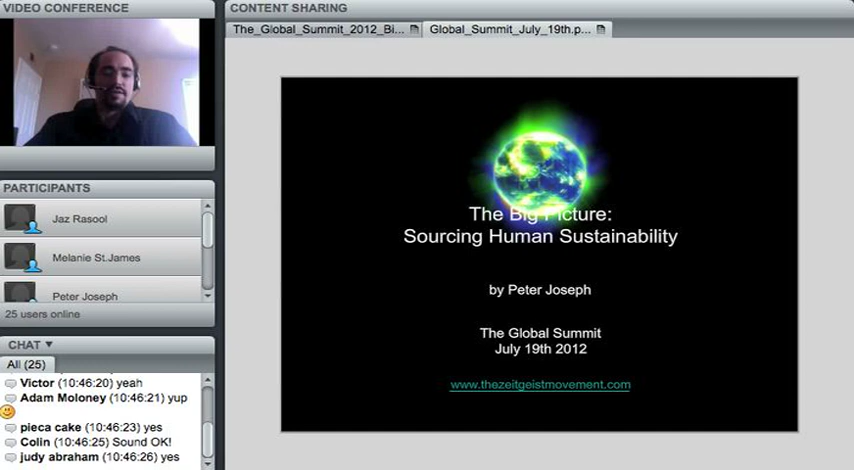 VIDEO CONFERENCE
CONTENT SHARING
The_Global_Summit_2012_Bi...
Global_Summit_July_19th.p...
The Big Picture:
Sourcing Human Sustainability
by Peter Joseph
The Global Summit
July 19th 2012
www.thezeitgeistmovement.com
PARTICIPANTS
Jaz Rasool
Melanie St.James
Peter Joseph
25 users online
CHAT
All (25)
Victor (10:46:20) yeah
Adam Moloney (10:46:21) yup
pieca cake (10:46:23) yes
Colin (10:46:25) Sound OK!
judy abraham (10:46:26) yes